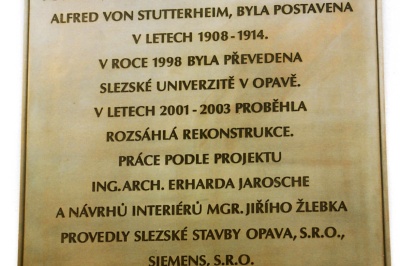 ALFRED VON STUTTERHEIM, BYLA POSTAVENA
V LETECH 1908-1914.
V ROCE 1998 BYLA PŘEVEDENA
SLEZSKÉ UNIVERZITĚ V OPAVĚ.
V LETECH 2001-2003 PROBĚHLA
ROZSÁHLÁ REKONSTRUKCE.
PRÁCE PODLE PROJEKTU
ING.ARCH. ERHARDA JAROSCHE
A NÁVRHŮ INTERIÉRŮ MGR.JIŘÍHO ŽLEBKA
PROVEDLY SLEZSKÉ STAVBY OPAVA, S.R.O.,
SIEMENS, S.R.O.